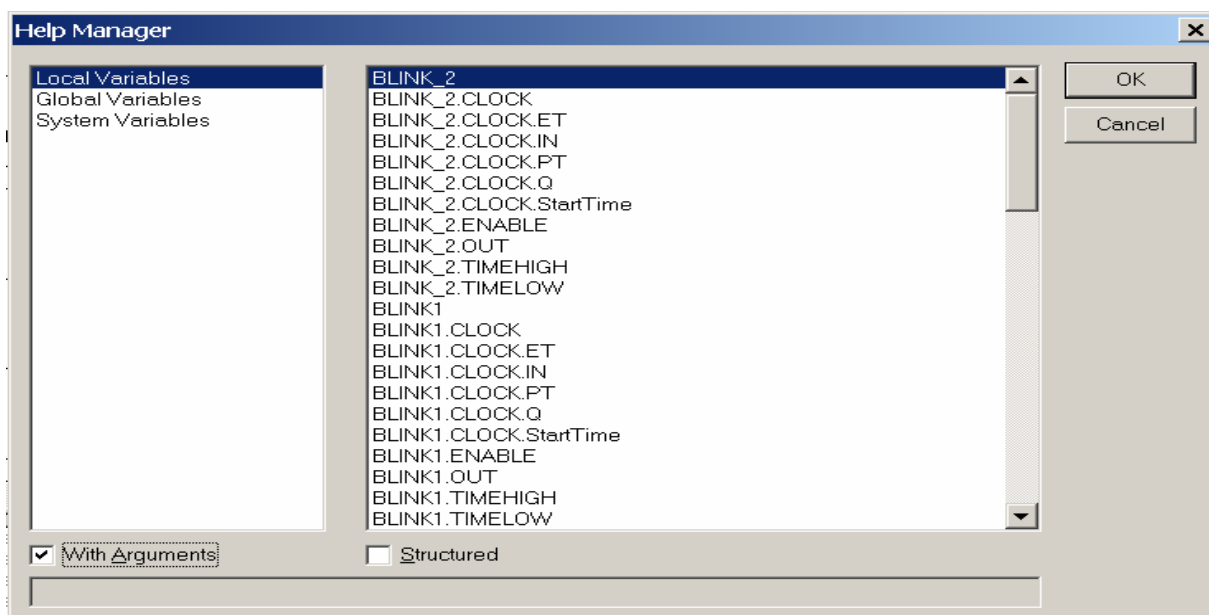 Help Manager
Local Variables
Global Variables
System Variables
BLINK_2
BLINK_2.CLOCK
BLINK_2.CLOCK.ET
BLINK_2.CLOCK.IN
BLINK_2.CLOCK.PT
BLINK_2.CLOCK.Q
BLINK_2.CLOCK.StartTime
BLINK_2.ENABLE
BLINK_2.OUT
BLINK_2.TIMEHIGH
BLINK_2.TIMELOW
BLINK1
BLINK1.CLOCK
BLINK1.CLOCK.ET
BLINK1.CLOCK.IN
BLINK1.CLOCK.PT
BLINK1.CLOCK.Q
BLINK1.CLOCK.StartTime
BLINK1.ENABLE
BLINK1.OUT
BLINK1.TIMEHIGH
BLINK1.TIMELOW
OK
Cancel
With Arguments
Structured